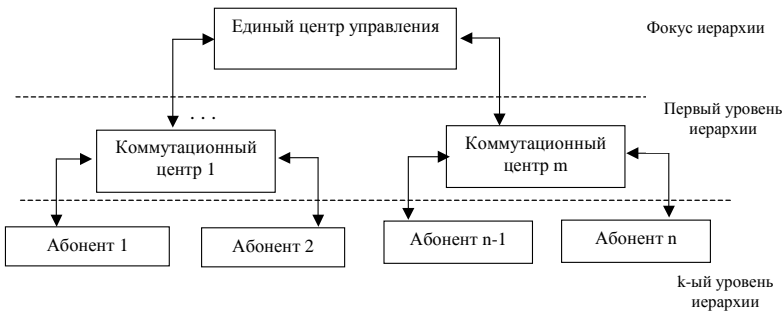 Единый центр управления
Фокус иерархии
Первый уровень
иерархии
. . .
Коммутационный
центр 1
Коммутационный
центр m
Абонент 1
Абонент 2
Абонент n-1
Абонент n
k-ый уровень
иерархии